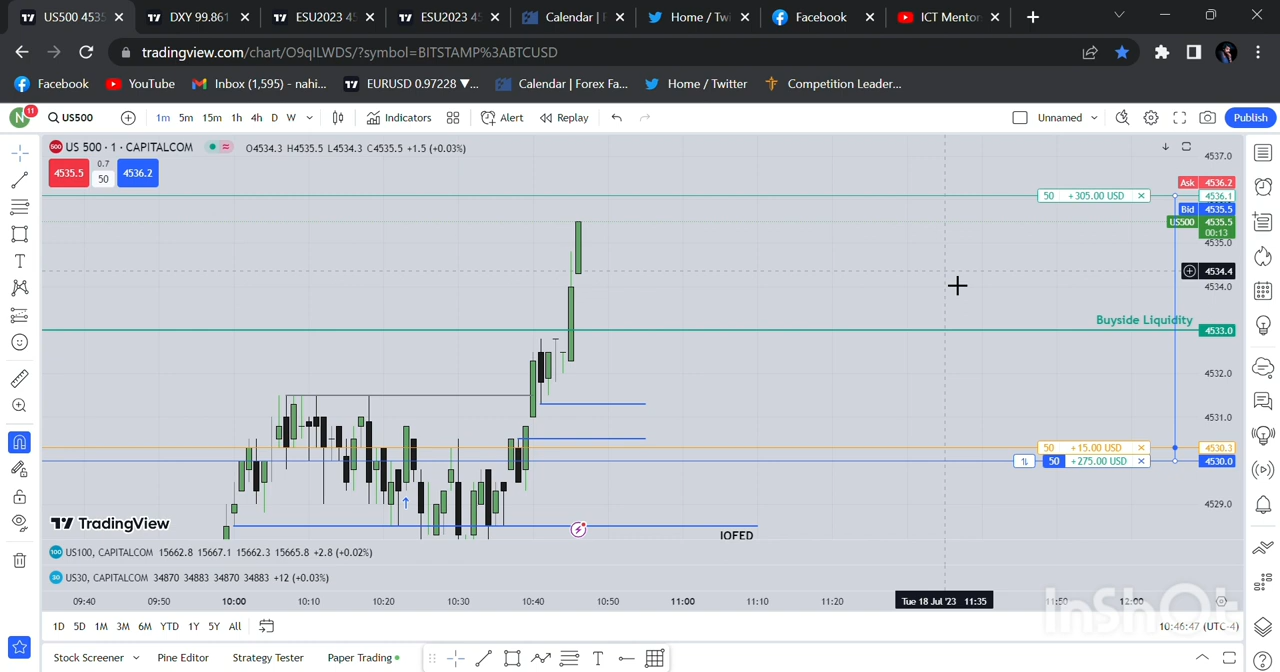 US500 4535
DXY 99.861
ESU2023 45
ESU2023 45
Calendar | F
Home / Twi
Facebook
ICT Mentor
tradingview.com/chart/O9qILWDS/?symbol=BITSTAMP%3ABTCUSD
Facebook
YouTube
Inbox (1,595) - nahi...
EURUSD 0.97228 ▼...
Calendar | Forex Fa...
Home / Twitter
Competition Leader...
N
11
US500
1m 5m 15m 1h 4h D W
Indicators
Alert
Replay
Unnamed
Publish
500 US 500 · 1 · CAPITALCOM
O4534.3 H4535.5 L4534.3 C4535.5 +1.5 (+0.03%)
4535.5
0.7
50
4536.2
4537.0
Ask 4536.2
50 +305.00 USD
4536.1
Bid 4535.5
US500 4535.5
00:13
4535.0
4534.4
4534.0
Buyside Liquidity
4533.0
4532.0
4531.0
50 +15.00 USD
4530.3
50 +275.00 USD
4530.0
4529.0
TradingView
IOFED
100 US100, CAPITALCOM 15662.8 15667.1 15662.3 15665.8 +2.8 (+0.02%)
30 US30, CAPITALCOM 34870 34883 34870 34883 +12 (+0.03%)
09:40 09:50 10:00 10:10 10:20 10:30 10:40 10:50 11:00 11:10 11:20 Tue 18 Jul '23 11:35 11:50 12:00
InShOt
1D 5D 1M 3M 6M YTD 1Y 5Y All
10:46:47 (UTC-4)
Stock Screener
Pine Editor
Strategy Tester
Paper Trading